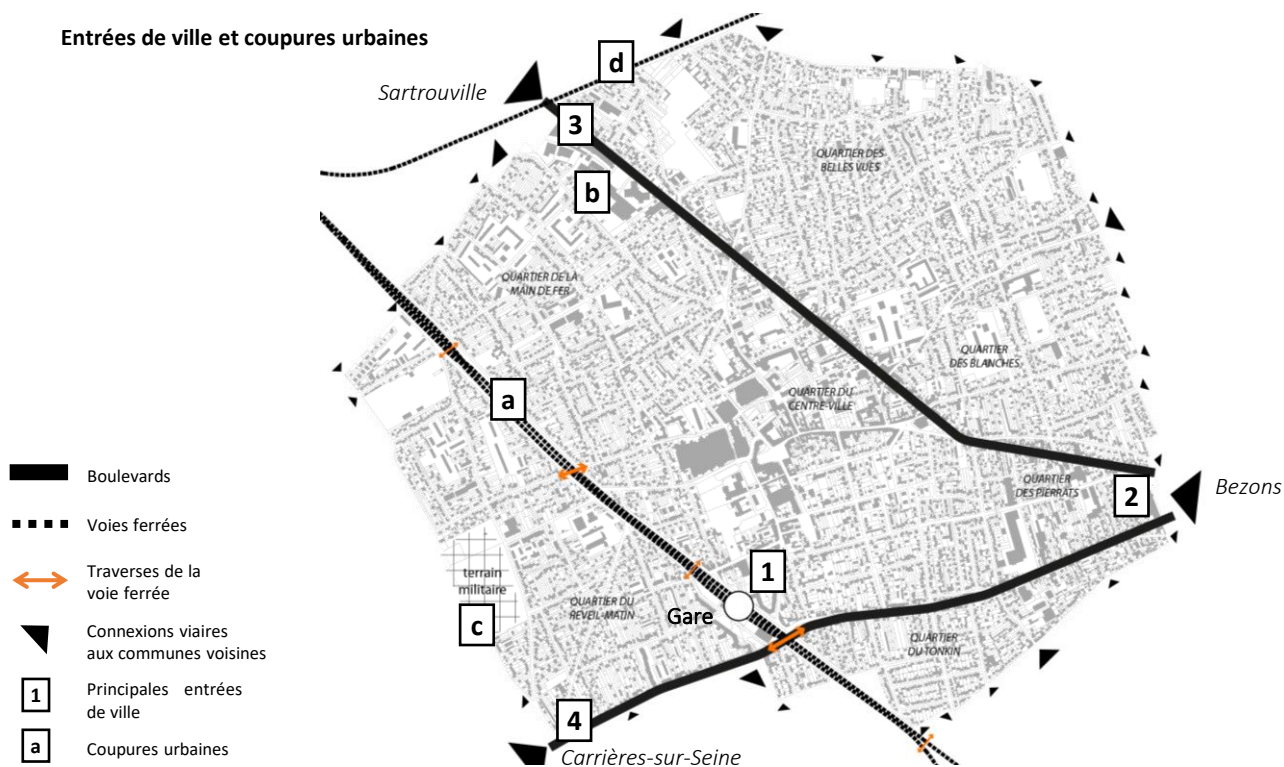 Entrées de ville et coupures urbaines
d
Sartrouville
3
QUARTIER DES
BELLES VUES
b
QUARTIER DE LA
MAIN DE FER
QUARTIER
DES BLANCHES
a
QUARTIER DU
CENTRE-VILLE
Boulevards
QUARTIER
DES PIERRATS
2
Bezons
Voies ferrées
terrain
militaire
1
Traverses de la
voie ferrée
c
QUARTIER DU
REVEIL-MATIN
Gare
QUARTIER
DU TONKIN
Connexions viaires
aux communes voisines
1
Principales entrées
de ville
4
a
Coupures urbaines
Carrières-sur-Seine